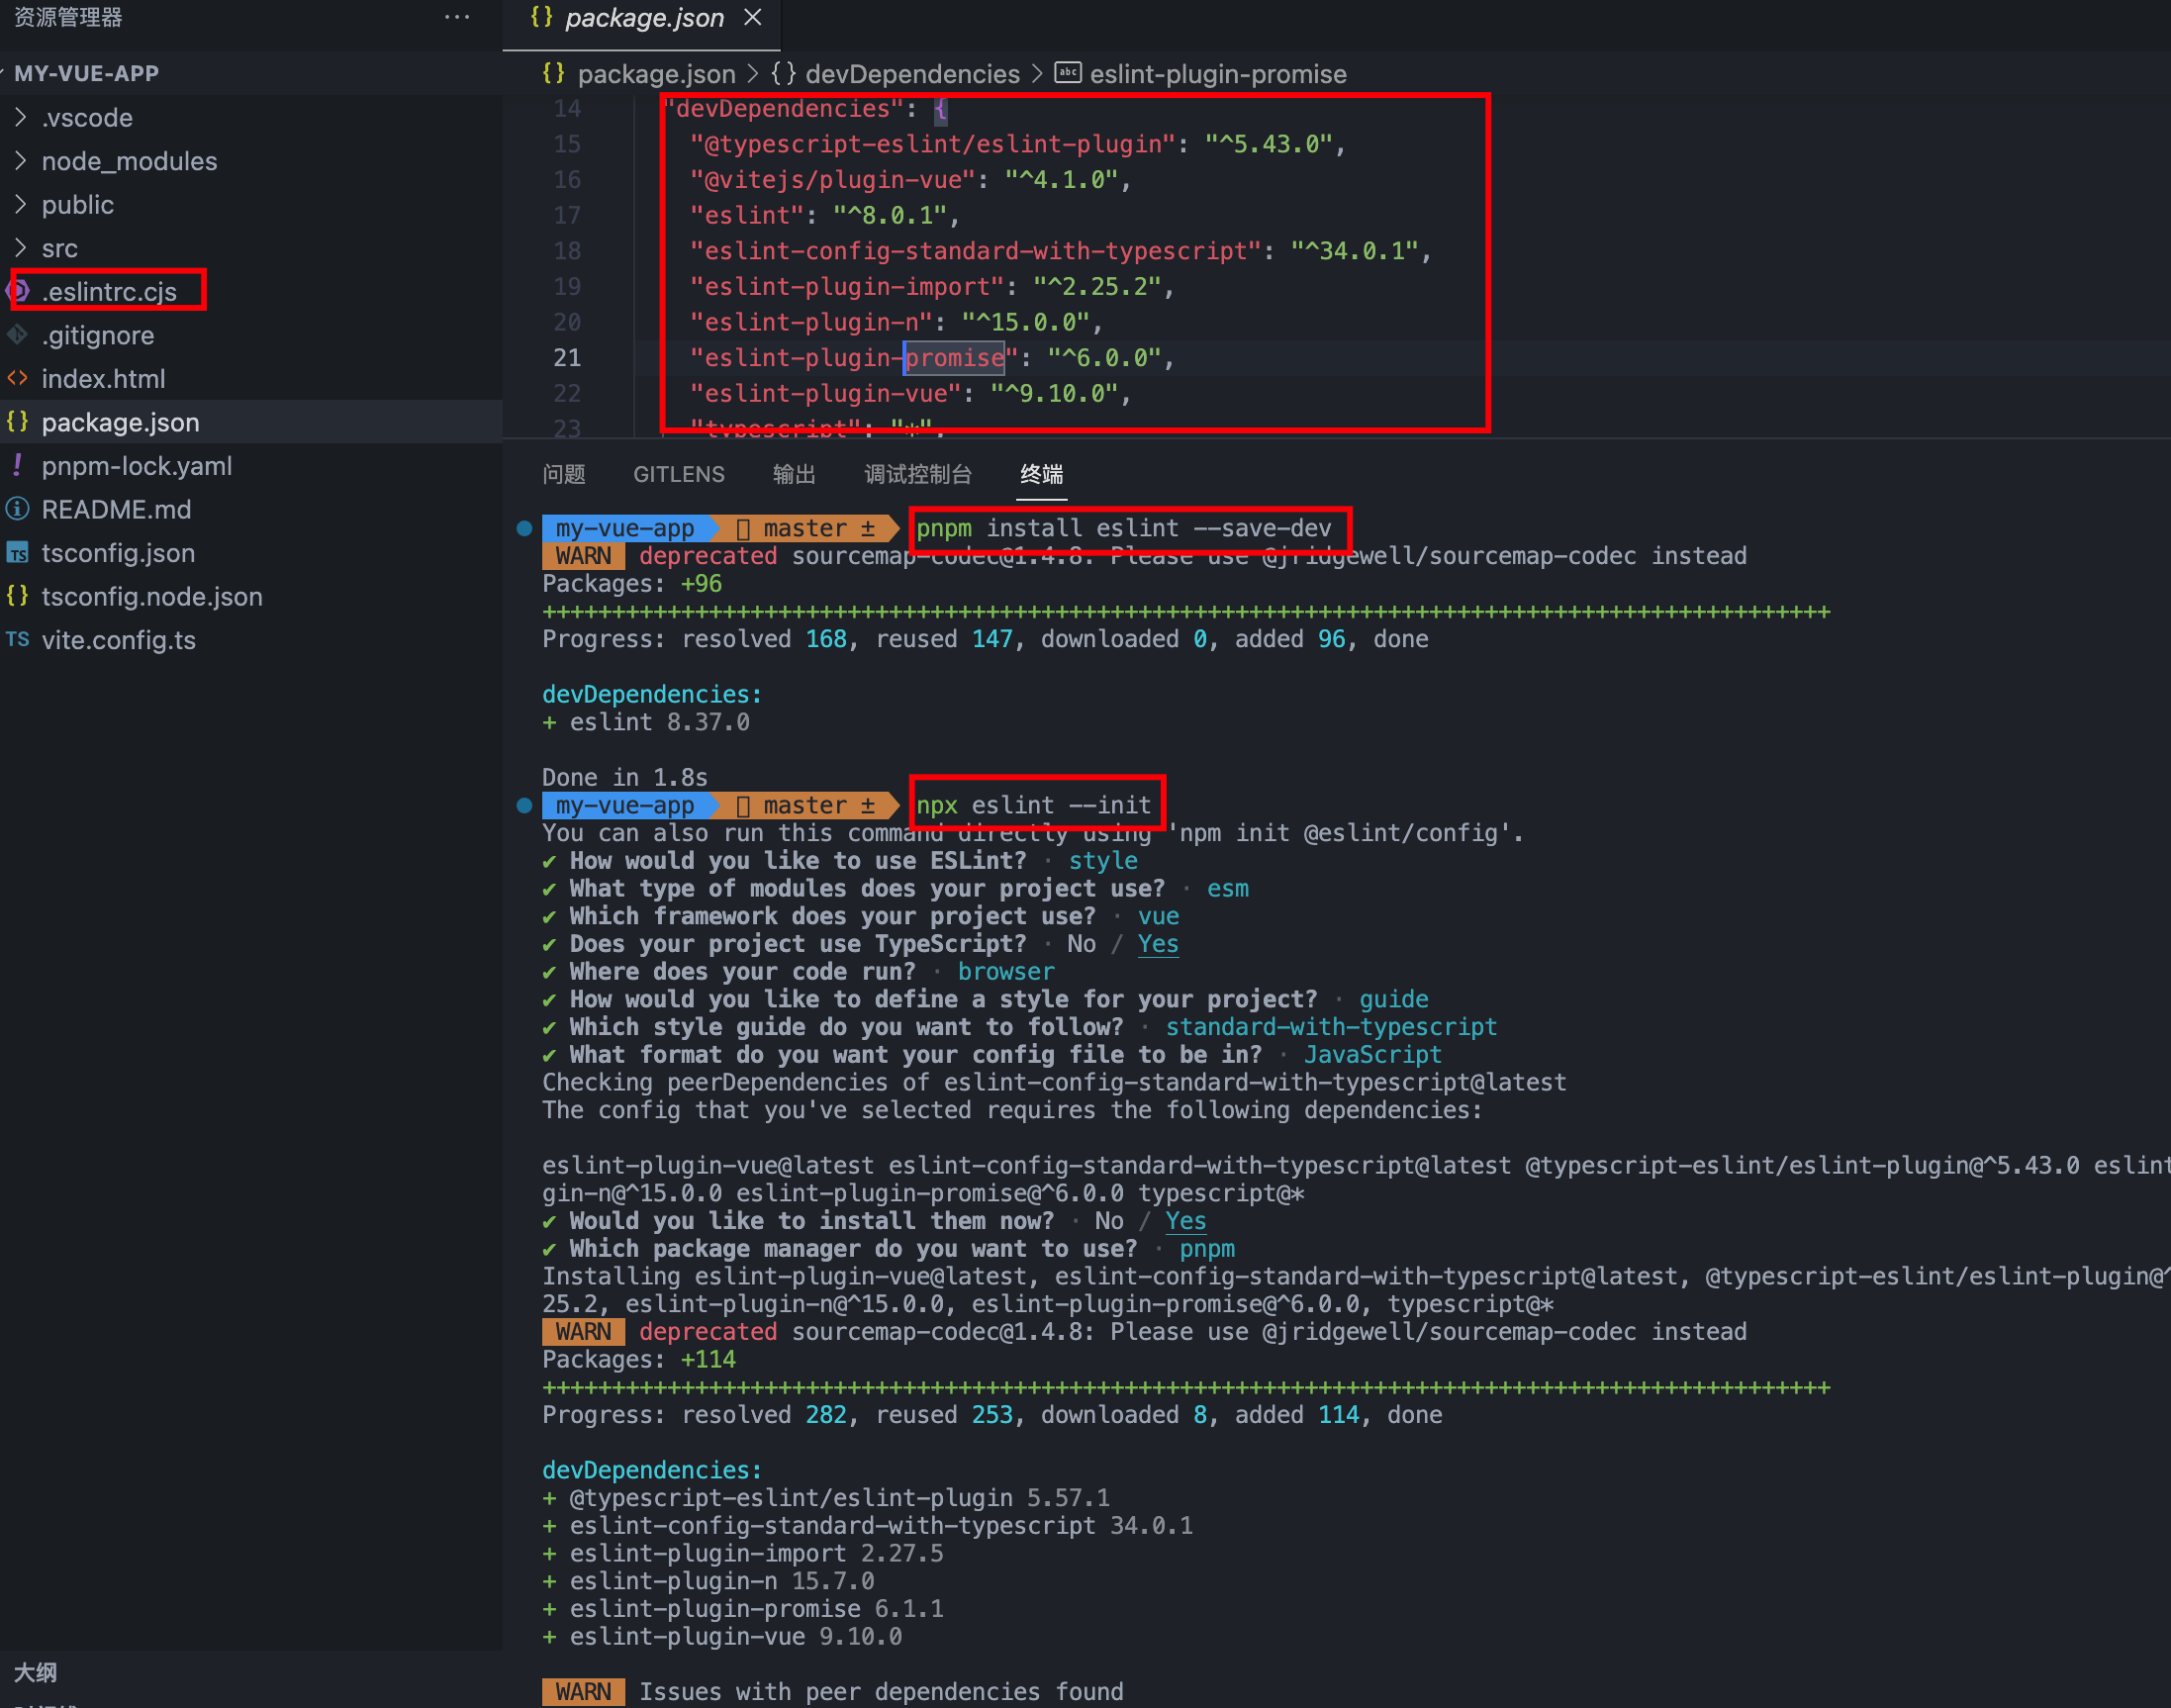 资源管理器 ···
MY-VUE-APP
.vscode
node_modules
public
src
.eslintrc.cjs
.gitignore
index.html
package.json
pnpm-lock.yaml
README.md
tsconfig.json
tsconfig.node.json
TS vite.config.ts
大纲
{} package.json ×
{} package.json > {} devDependencies > abc eslint-plugin-promise
14 "devDependencies": {
15 "@typescript-eslint/eslint-plugin": "^5.43.0",
16 "@vitejs/plugin-vue": "^4.1.0",
17 "eslint": "^8.0.1",
18 "eslint-config-standard-with-typescript": "^34.0.1",
19 "eslint-plugin-import": "^2.25.2",
20 "eslint-plugin-n": "^15.0.0",
21 "eslint-plugin-promise": "^6.0.0",
22 "eslint-plugin-vue": "^9.10.0",
23 "typescript": "*",
问题 GITLENS 输出 调试控制台 终端
my-vue-app master ± pnpm install eslint --save-dev
WARN deprecated sourcemap-codec@1.4.8: Please use @jridgewell/sourcemap-codec instead
Packages: +96
+++++++++++++++++++++++++++++++++++++++++++++++++++++++++++++++++++++++++++++++++++++++++++++
Progress: resolved 168, reused 147, downloaded 0, added 96, done
devDependencies:
+ eslint 8.37.0
Done in 1.8s
my-vue-app master ± npx eslint --init
You can also run this command directly using 'npm init @eslint/config'.
✔ How would you like to use ESLint? · style
✔ What type of modules does your project use? · esm
✔ Which framework does your project use? · vue
✔ Does your project use TypeScript? · No / Yes
✔ Where does your code run? · browser
✔ How would you like to define a style for your project? · guide
✔ Which style guide do you want to follow? · standard-with-typescript
✔ What format do you want your config file to be in? · JavaScript
Checking peerDependencies of eslint-config-standard-with-typescript@latest
The config that you've selected requires the following dependencies:
eslint-plugin-vue@latest eslint-config-standard-with-typescript@latest @typescript-eslint/eslint-plugin@^5.43.0 eslint
gin-n@^15.0.0 eslint-plugin-promise@^6.0.0 typescript@*
✔ Would you like to install them now? · No / Yes
✔ Which package manager do you want to use? · pnpm
Installing eslint-plugin-vue@latest, eslint-config-standard-with-typescript@latest, @typescript-eslint/eslint-plugin@^
25.2, eslint-plugin-n@^15.0.0, eslint-plugin-promise@^6.0.0, typescript@*
WARN deprecated sourcemap-codec@1.4.8: Please use @jridgewell/sourcemap-codec instead
Packages: +114
+++++++++++++++++++++++++++++++++++++++++++++++++++++++++++++++++++++++++++++++++++++++++++++
Progress: resolved 282, reused 253, downloaded 8, added 114, done
devDependencies:
+ @typescript-eslint/eslint-plugin 5.57.1
+ eslint-config-standard-with-typescript 34.0.1
+ eslint-plugin-import 2.27.5
+ eslint-plugin-n 15.7.0
+ eslint-plugin-promise 6.1.1
+ eslint-plugin-vue 9.10.0
WARN Issues with peer dependencies found